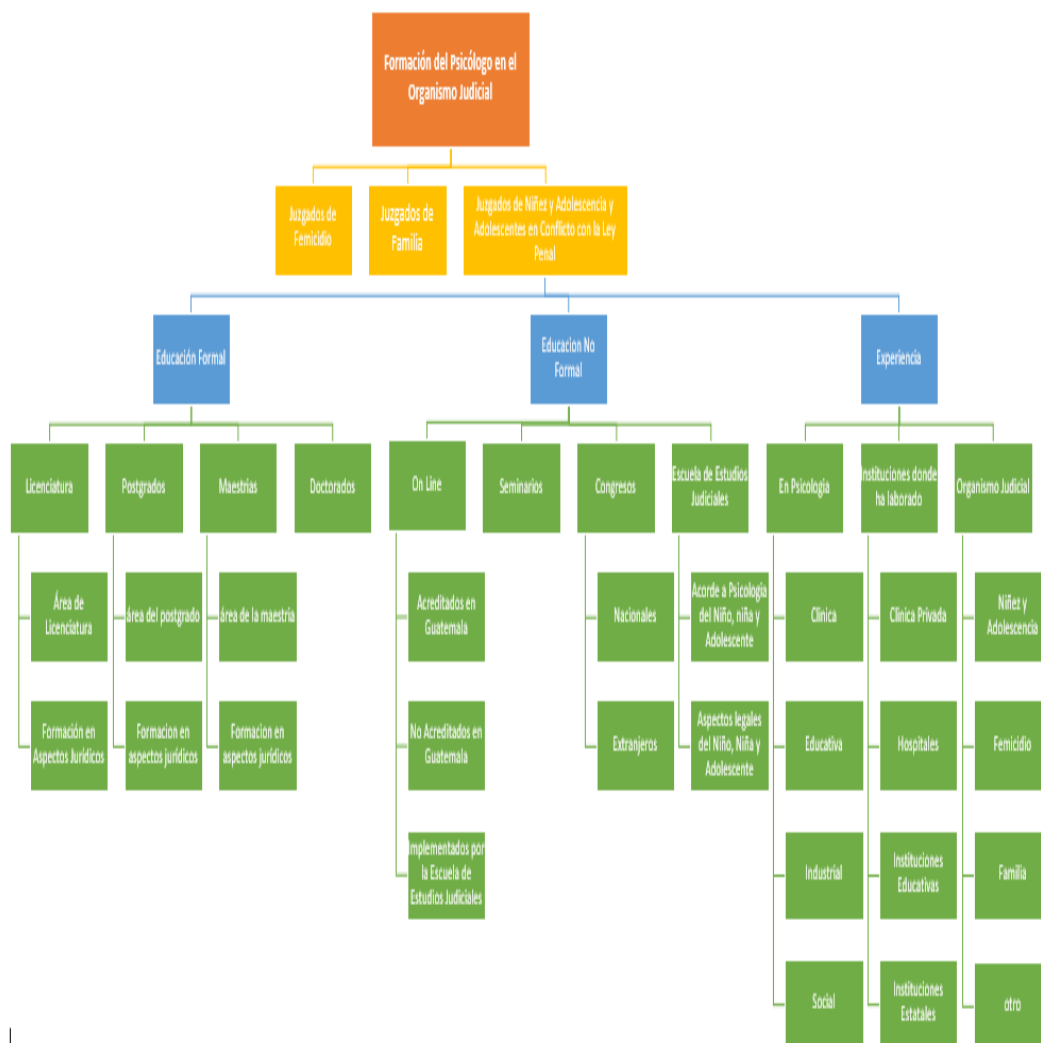 Formación del Psicólogo en el
Organismo Judicial
Juzgados de
Femicidio
Juzgados de
Familia
Juzgados de Niñez y Adolescencia y
Adolescentes en Conflicto con la Ley
Penal
Educación Formal
Educacion No
Formal
Experiencia
Licenciatura
Postgrados
Maestrías
Doctorados
On Line
Seminarios
Congresos
Escuela de Estudios
Judiciales
En Psicología
Instituciones donde
ha laborado
Organismo Judicial
Área de
Licenciatura
área del postgrado
área de la maestria
Acreditados en
Guatemala
Nacionales
Acorde a Psicologia
del Niño, niña y
Adolescente
Clinica
Clinica Privada
Niñez y
Adolescencia
Formación en
Aspectos Jurídicos
Formacion en
aspectos jurídicos
Formacion en
aspectos jurídicos
No Acreditados en
Guatemala
Extranjeros
Aspectos legales
del Niño, Niña y
Adolescente
Educativa
Hospitales
Femicidio
Implementados por
la Escuela de
Estudios Judiciales
Industrial
Instituciones
Educativas
Familia
Social
Instituciones
Estatales
otro